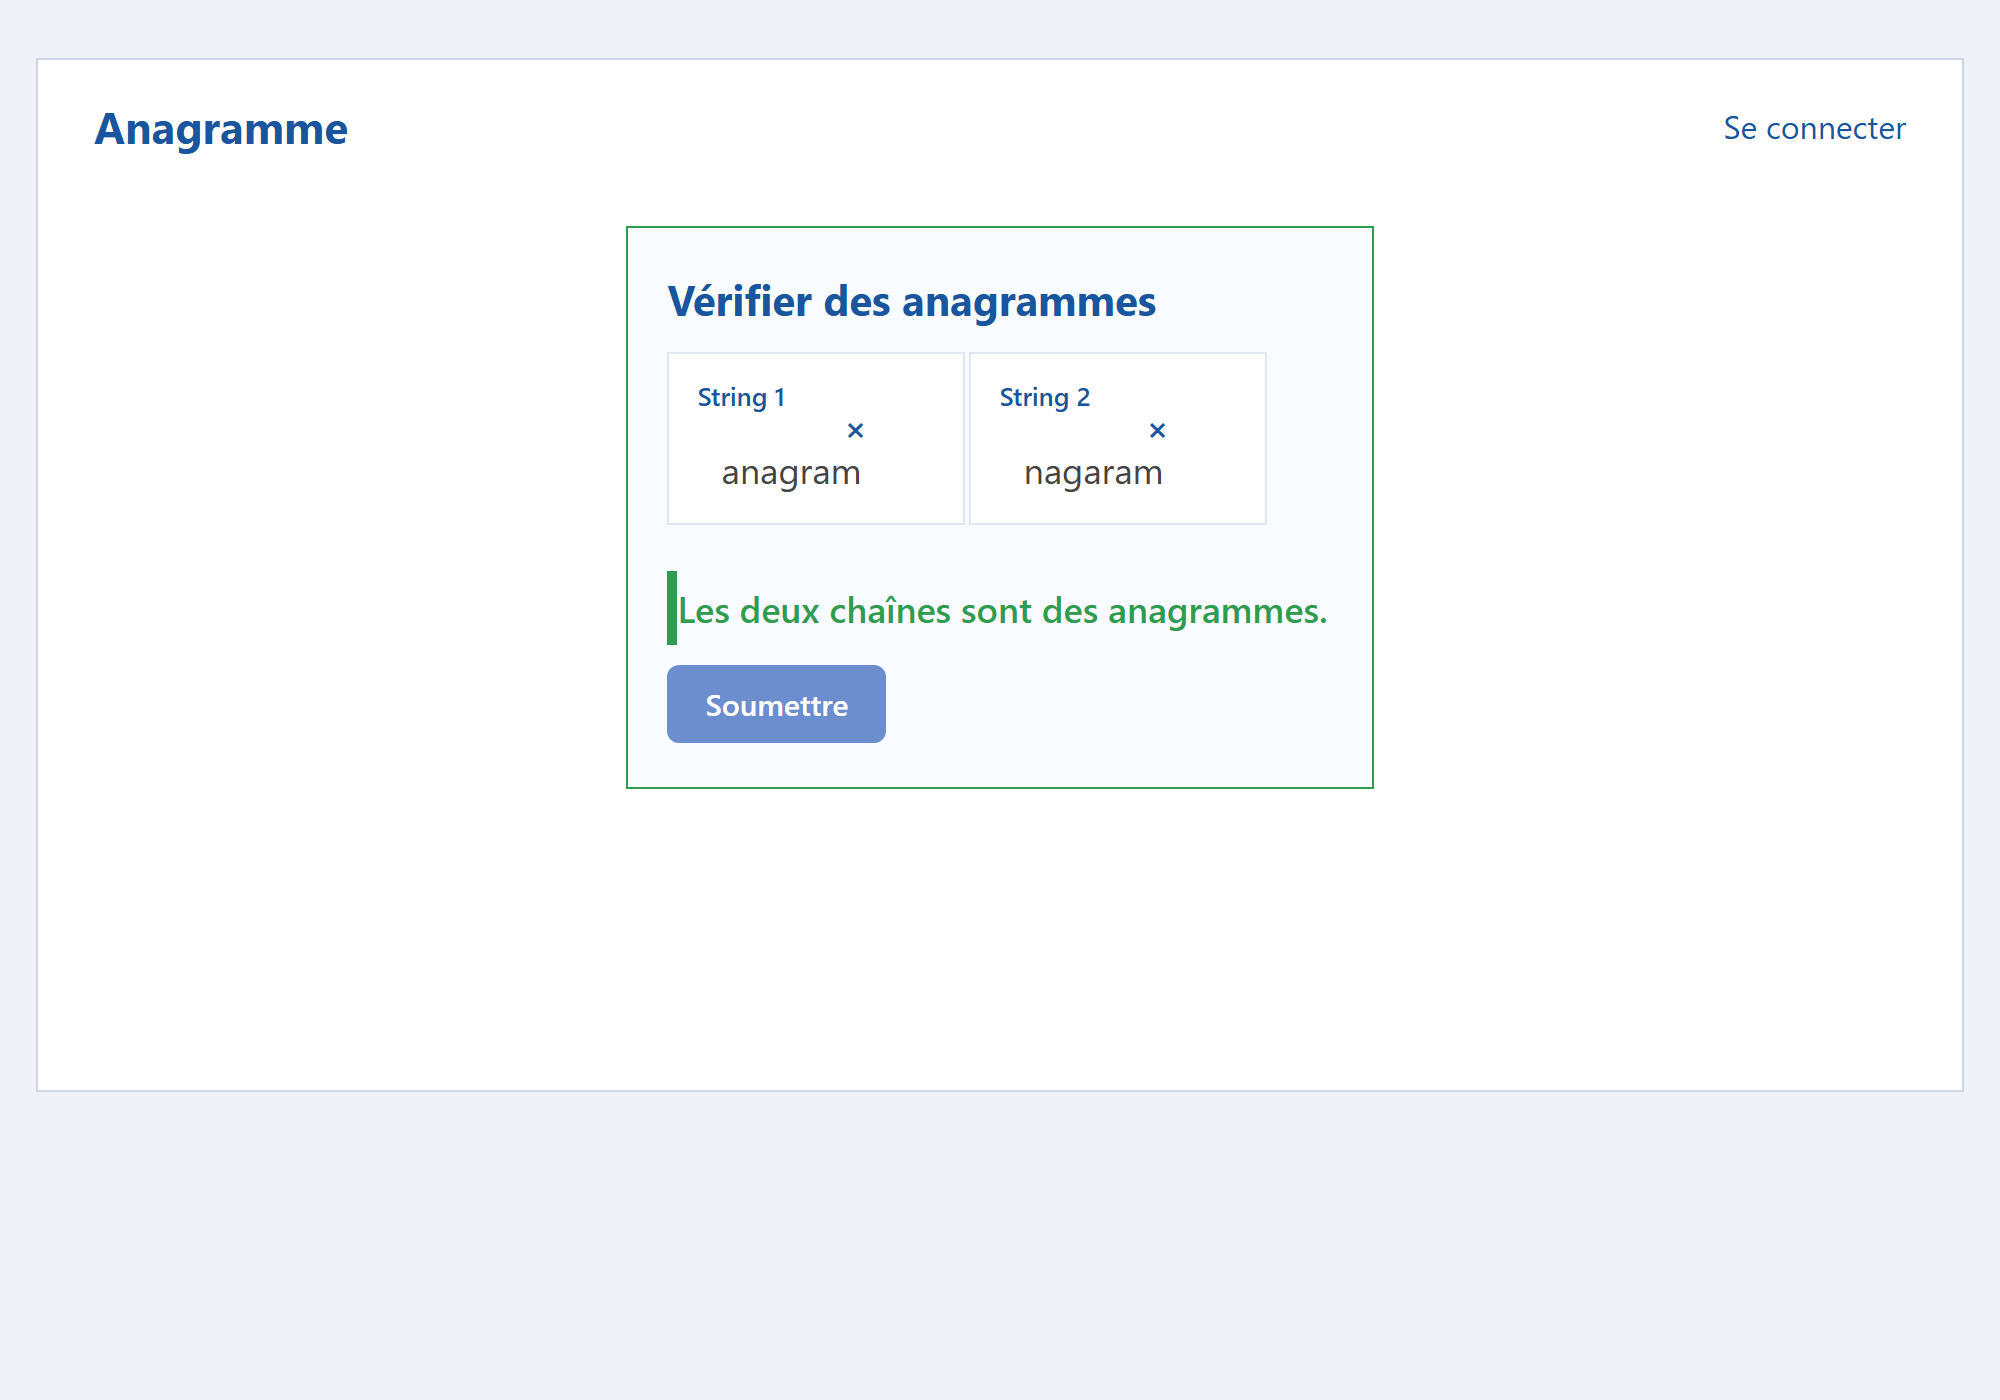 Anagramme
Se connecter
Vérifier des anagrammes
String 1
×
anagram
String 2
×
nagaram
Les deux chaînes sont des anagrammes.
Soumettre